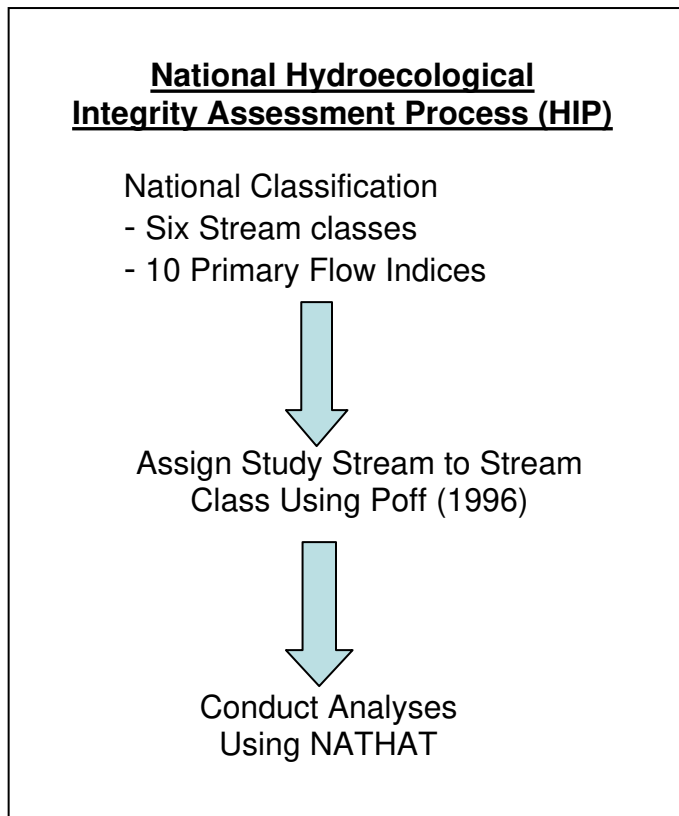 National Hydroecological
Integrity Assessment Process (HIP)
National Classification
- Six Stream classes
- 10 Primary Flow Indices
Assign Study Stream to Stream
Class Using Poff (1996)
Conduct Analyses
Using NATHAT